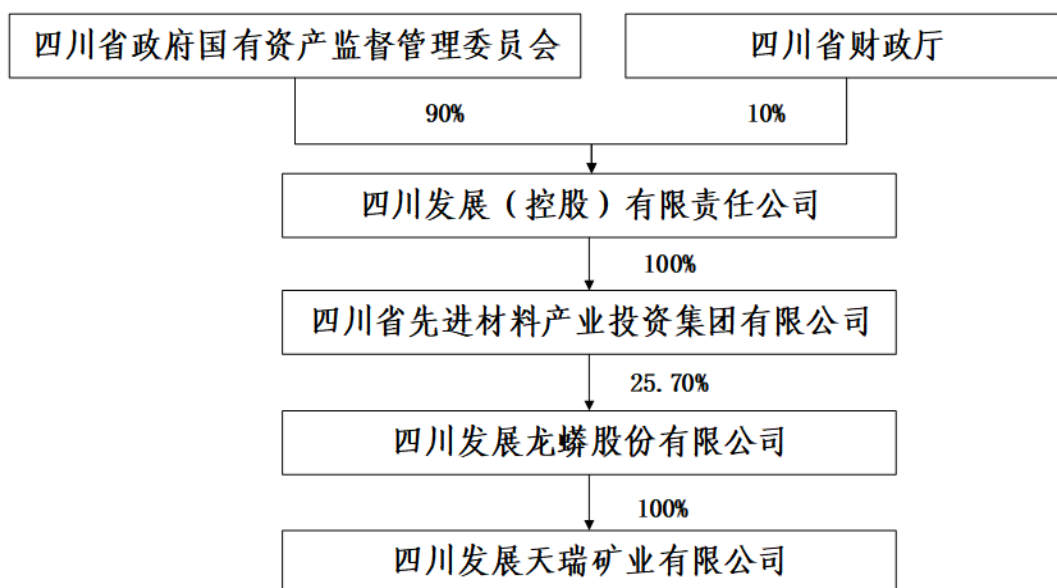 四川省政府国有资产监督管理委员会
四川省财政厅
90%
10%
四川发展（控股）有限责任公司
100%
四川省先进材料产业投资集团有限公司
25.70%
四川发展龙蟒股份有限公司
100%
四川发展天瑞矿业有限公司